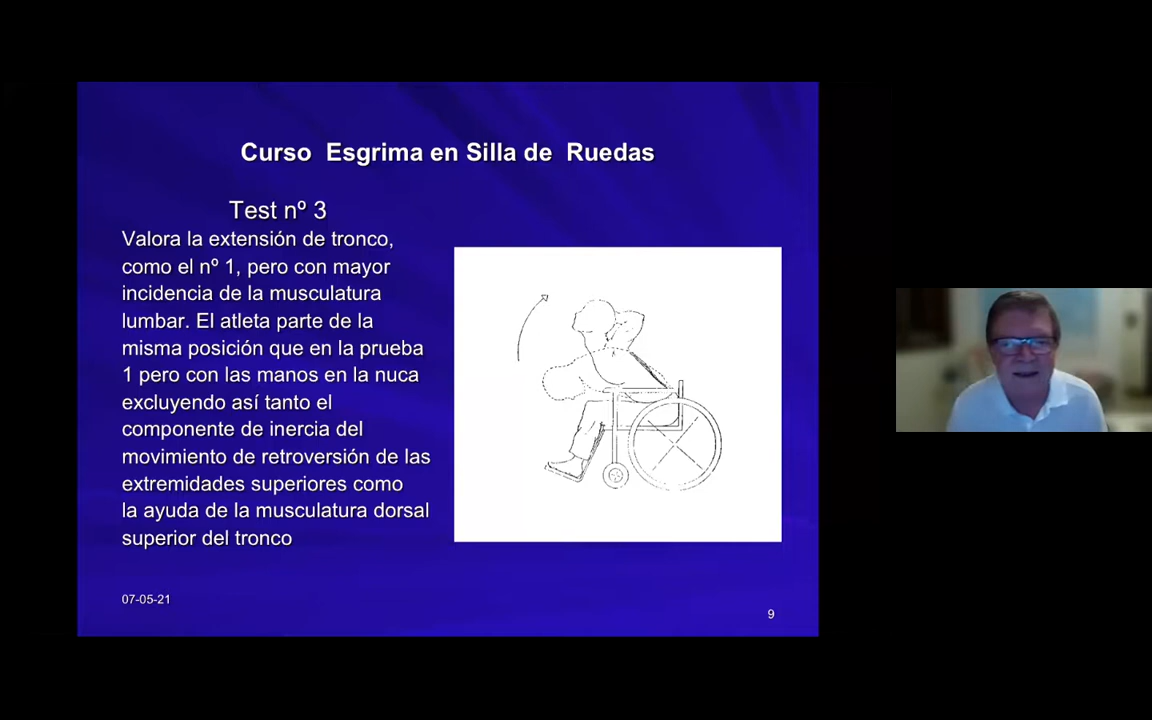 Curso  Esgrima en Silla de  Ruedas
Test nº 3
Valora la extensión de tronco,
como el nº 1, pero con mayor
incidencia de la musculatura
lumbar. El atleta parte de la
misma posición que en la prueba
1 pero con las manos en la nuca
excluyendo así tanto el
componente de inercia del
movimiento de retroversión de las
extremidades superiores como
la ayuda de la musculatura dorsal
superior del tronco
07-05-21
9